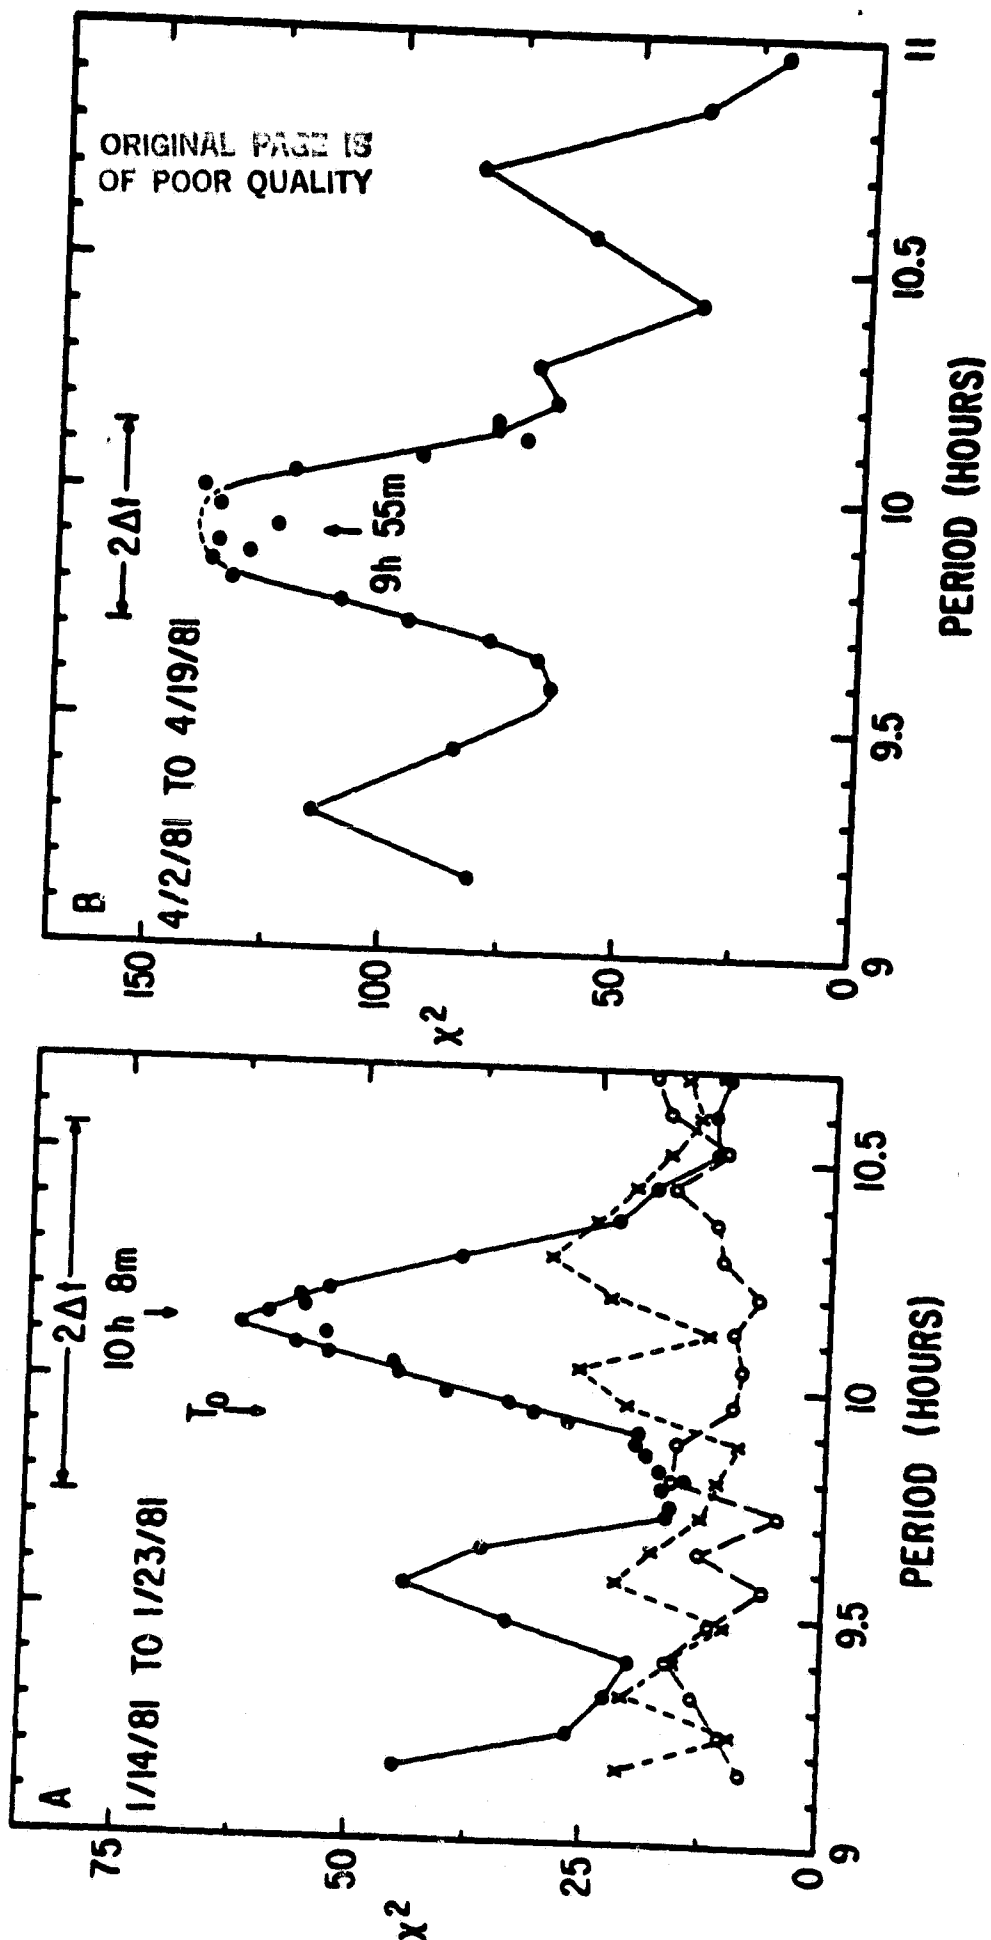 ORIGINAL PAGE IS
OF POOR QUALITY
A
1/14/81 TO 1/23/81
2Δt
10h 8m
T₀
χ²
75
50
25
0
9
9.5
10
10.5
PERIOD (HOURS)
B
4/2/81 TO 4/19/81
2Δt
9h 55m
χ²
150
100
50
0
9
9.5
10
10.5
11
PERIOD (HOURS)